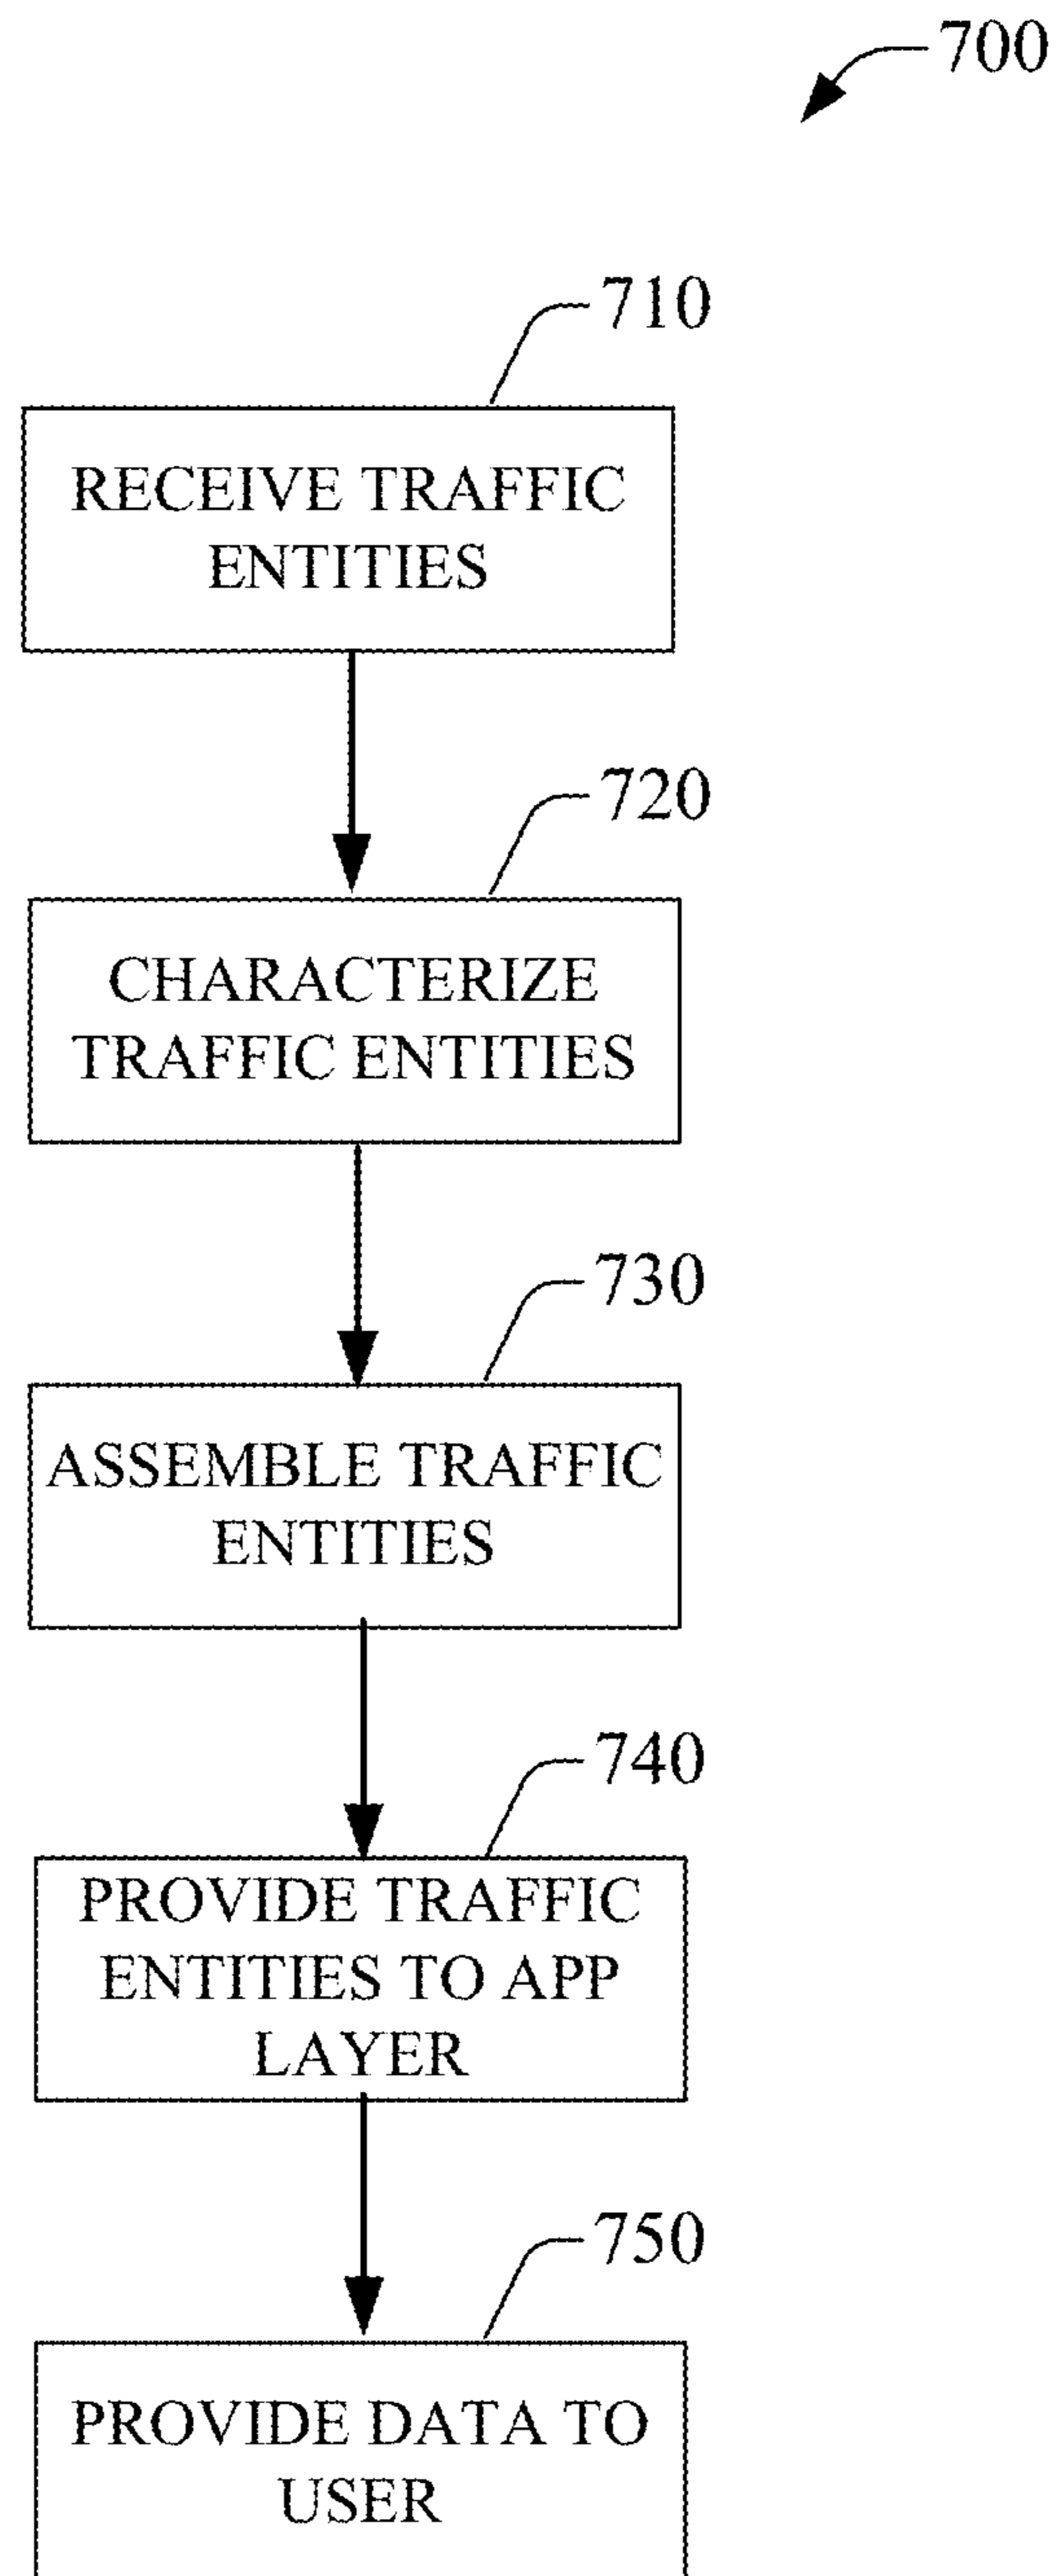 700
710
RECEIVE TRAFFIC
ENTITIES
720
CHARACTERIZE
TRAFFIC ENTITIES
730
ASSEMBLE TRAFFIC
ENTITIES
740
PROVIDE TRAFFIC
ENTITIES TO APP
LAYER
750
PROVIDE DATA TO
USER